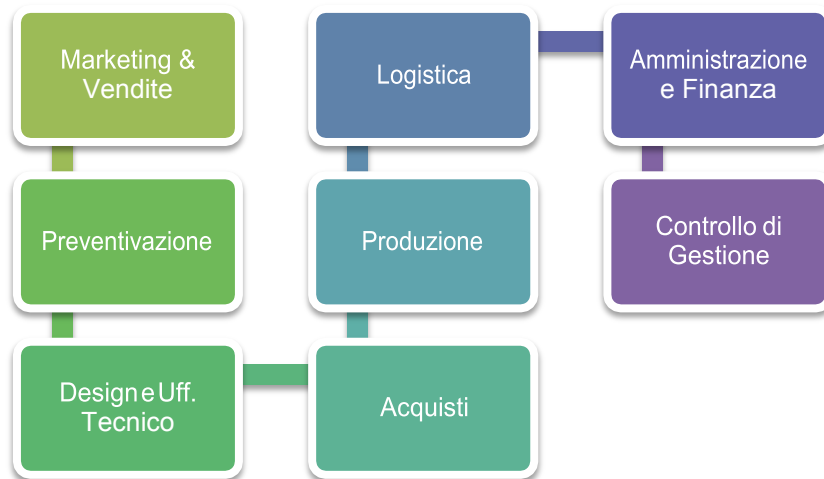 Marketing &
Vendite
Preventivazione
Design e Uff.
Tecnico
Acquisti
Produzione
Logistica
Amministrazione
e Finanza
Controllo di
Gestione